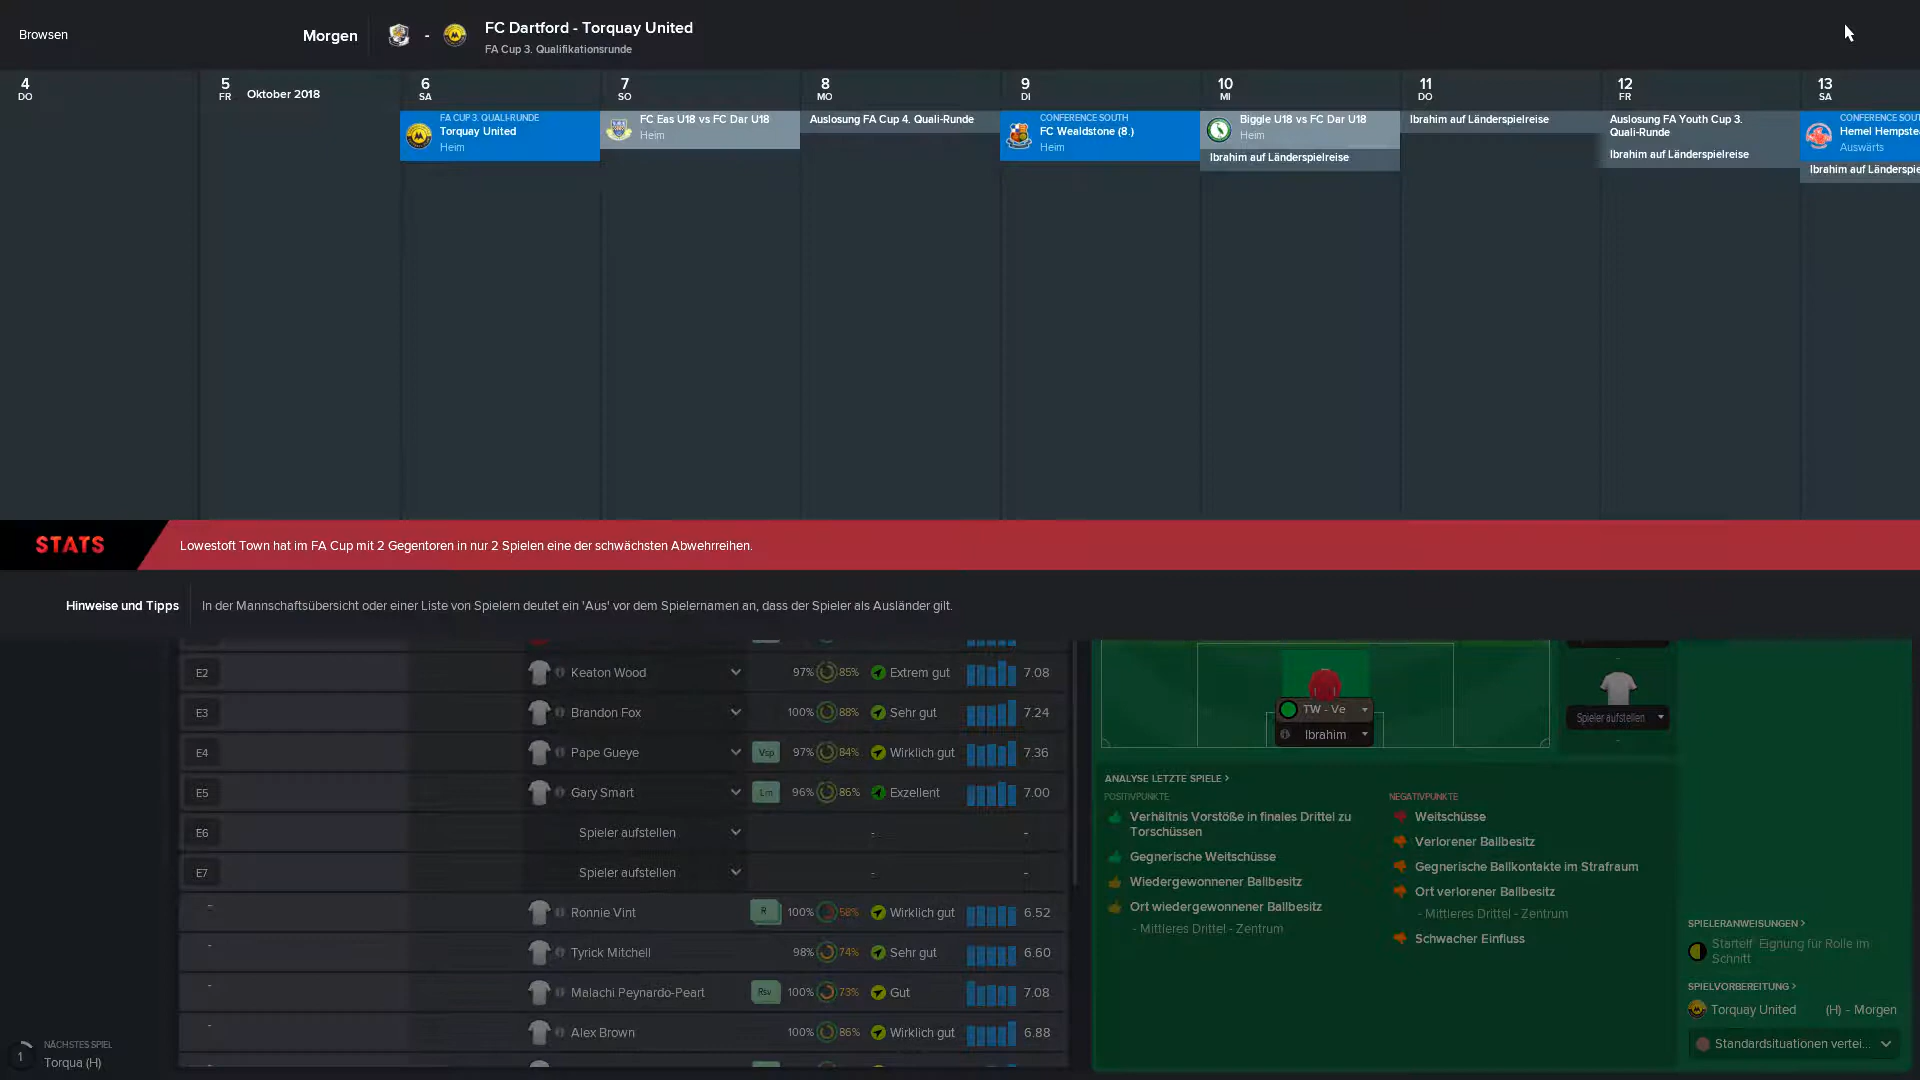 Browsen
Morgen
-
FC Dartford - Torquay United
FA Cup 3. Qualifikationsrunde
4
DO
5
FR
Oktober 2018
6
SA
7
SO
8
MO
9
DI
10
MI
11
DO
12
FR
13
SA
FA CUP 3. QUALI-RUNDE
Torquay United
Heim
FC Eas U18 vs FC Dar U18
Heim
Auslosung FA Cup 4. Quali-Runde
CONFERENCE SOUTH
FC Wealdstone (8.)
Heim
Biggle U18 vs FC Dar U18
Heim
Ibrahim auf Länderspielreise
Ibrahim auf Länderspielreise
Auslosung FA Youth Cup 3.
Quali-Runde
Ibrahim auf Länderspielreise
CONFERENCE SOUT
Hemel Hempste
Auswärts
Ibrahim auf Länderspie
STATS
Lowestoft Town hat im FA Cup mit 2 Gegentoren in nur 2 Spielen eine der schwächsten Abwehrreihen.
Hinweise und Tipps
In der Mannschaftsübersicht oder einer Liste von Spielern deutet ein 'Aus' vor dem Spielernamen an, dass der Spieler als Ausländer gilt.
E2 Keaton Wood 97% 85% Extrem gut 7.08
E3 Brandon Fox 100% 88% Sehr gut 7.24
E4 Pape Gueye Vsp 97% 84% Wirklich gut 7.36
E5 Gary Smart Lrn 96% 86% Exzellent 7.00
E6 Spieler aufstellen - -
E7 Spieler aufstellen - -
- Ronnie Vint R 100% 58% Wirklich gut 6.52
- Tyrick Mitchell 98% 74% Sehr gut 6.60
- Malachi Peynardo-Peart Rsv 100% 73% Gut 7.08
- Alex Brown 100% 86% Wirklich gut 6.88
NÄCHSTES SPIEL
1
Torqua (H)
TW - Ve
Ibrahim
-
Spieler aufstellen
-
ANALYSE LETZTE SPIELE >
POSITIVPUNKTE
Verhältnis Vorstöße in finales Drittel zu
Torschüssen
Gegnerische Weitschüsse
Wiedergewonnener Ballbesitz
Ort wiedergewonnener Ballbesitz
- Mittleres Drittel - Zentrum
NEGATIVPUNKTE
Weitschüsse
Verlorener Ballbesitz
Gegnerische Ballkontakte im Strafraum
Ort verlorener Ballbesitz
- Mittleres Drittel - Zentrum
Schwacher Einfluss
SPIELERANWEISUNGEN >
Startelf Eignung für Rolle im
Schnitt
SPIELVORBEREITUNG >
Torquay United (H) - Morgen
Standardsituationen vertei...